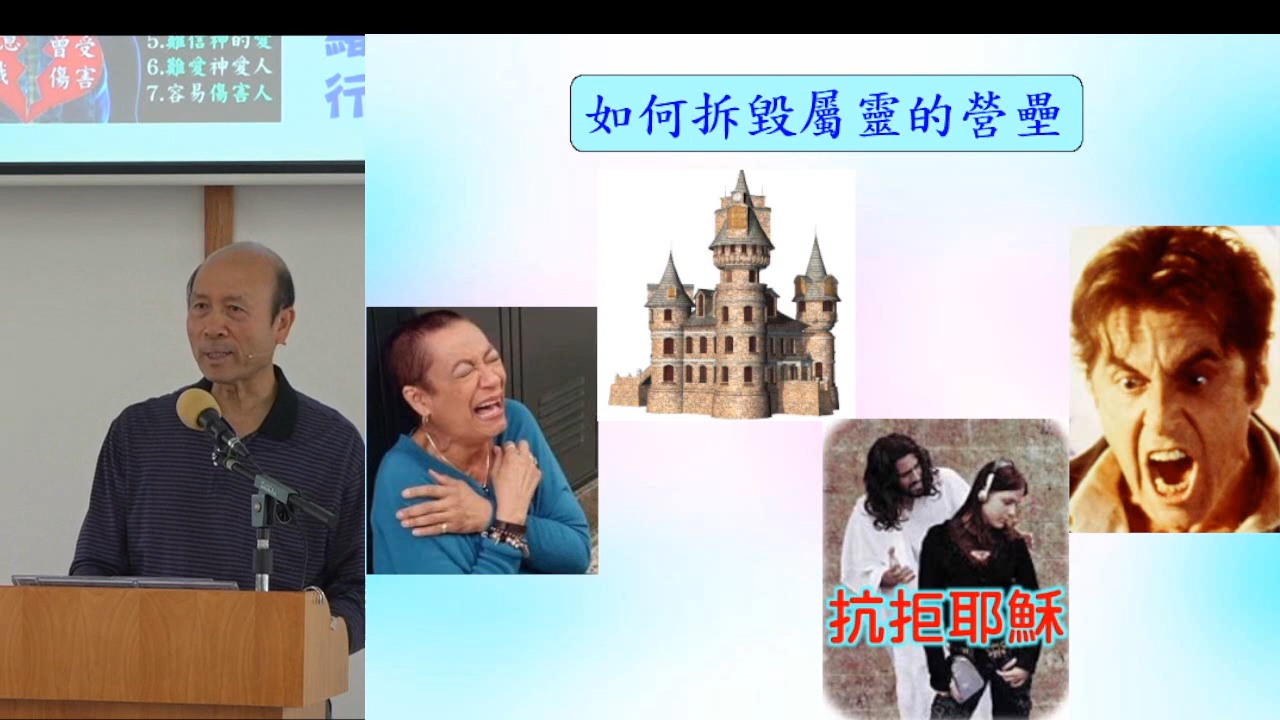 曾受
傷害
5.難信神的愛
6.難愛神愛人
7.容易傷害人
行
如何拆毀屬靈的營壘
抗拒耶穌